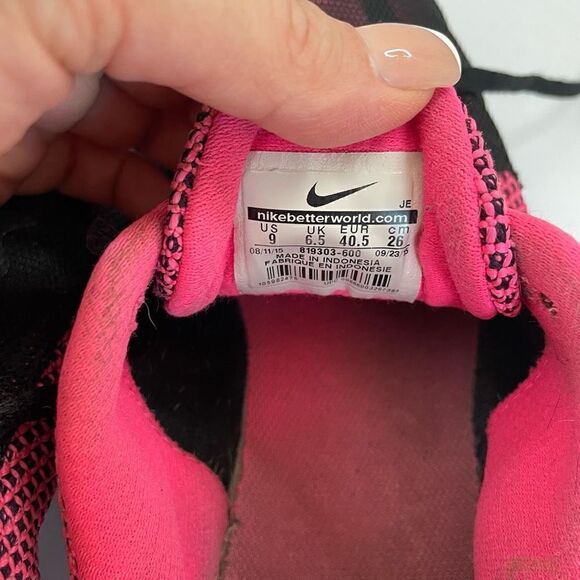 JE
nikebetterworld.com
US UK EUR cm
9 6.5 40.5 26
08/11/15 819303-600 09/23/15
MADE IN INDONESIA
FABRIQUE EN INDONESIE